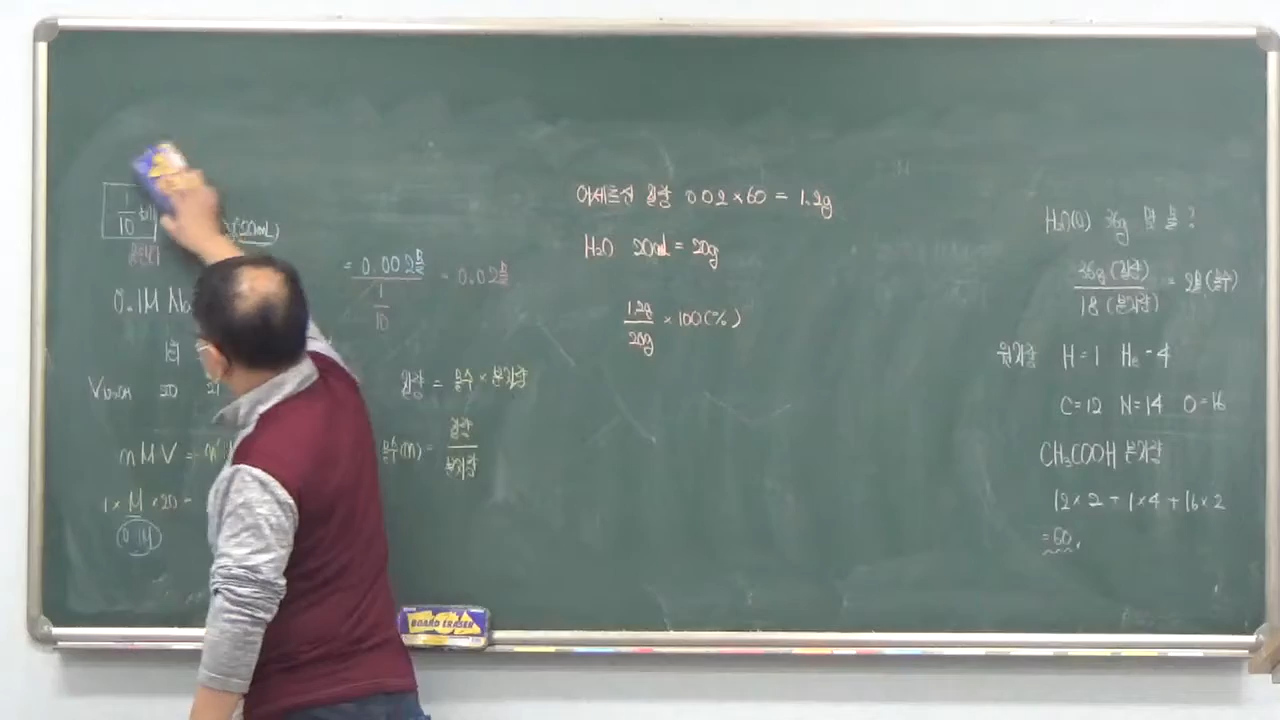 1/10
(20mL)
0.1M Na
20
nMV = n'
1 × M × 20 =
0.1M
= 0.002몰 / 1/10 = 0.02몰
질량 = 몰수 × 분자량
몰수(n) = 질량 / 분자량
아세트산 질량 0.02 × 60 = 1.2g
H₂O 20mL = 20g
1.2g / 20g × 100(%)
H₂O(l) 36g 몇 몰 ?
36g (질량) / 18 (분자량) = 2몰 (몰수)
원자량 H = 1 He = 4
C = 12 N = 14 O = 16
CH₃COOH 분자량
12 × 2 + 1 × 4 + 16 × 2
= 60.
BOARD ERASER